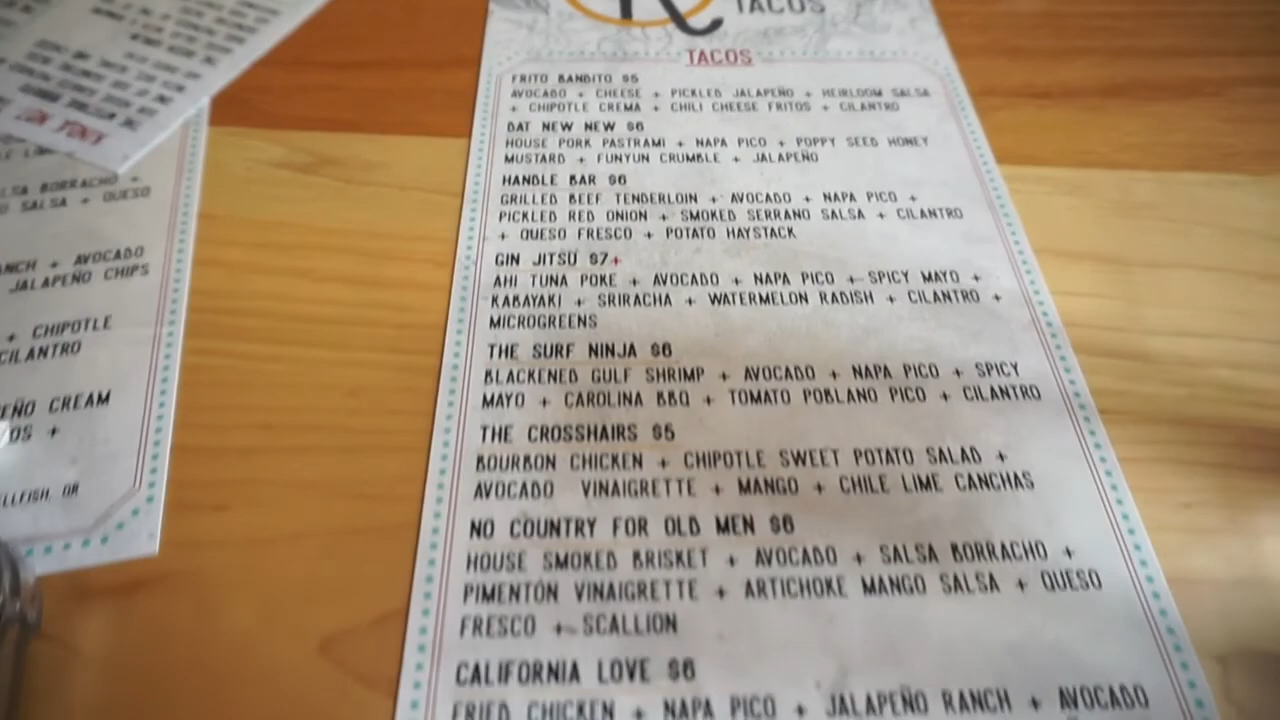 TACOS
TACOS
FRITO BANDITO $5
AVOCADO + CHEESE + PICKLED JALAPEÑO + HEIRLOOM SALSA
+ CHIPOTLE CREMA + CHILI CHEESE FRITOS + CILANTRO
DAT NEW NEW $6
HOUSE PORK PASTRAMI + NAPA PICO + POPPY SEED HONEY
MUSTARD + FUNYUN CRUMBLE + JALAPEÑO
HANDLE BAR $6
GRILLED BEEF TENDERLOIN + AVOCADO + NAPA PICO +
PICKLED RED ONION + SMOKED SERRANO SALSA + CILANTRO
+ QUESO FRESCO + POTATO HAYSTACK
GIN JITSU $7+
AHI TUNA POKE + AVOCADO + NAPA PICO + SPICY MAYO +
KABAYAKI + SRIRACHA + WATERMELON RADISH + CILANTRO +
MICROGREENS
THE SURF NINJA $6
BLACKENED GULF SHRIMP + AVOCADO + NAPA PICO + SPICY
MAYO + CAROLINA BBQ + TOMATO POBLANO PICO + CILANTRO
THE CROSSHAIRS $5
BOURBON CHICKEN + CHIPOTLE SWEET POTATO SALAD +
AVOCADO VINAIGRETTE + MANGO + CHILE LIME CANCHAS
NO COUNTRY FOR OLD MEN $6
HOUSE SMOKED BRISKET + AVOCADO + SALSA BORRACHO +
PIMENTÓN VINAIGRETTE + ARTICHOKE MANGO SALSA + QUESO
FRESCO + SCALLION
CALIFORNIA LOVE $6
FRIED CHICKEN + NAPA PICO + JALAPEÑO RANCH + AVOCADO
BORRACHO +
SALSA + QUESO
+ AVOCADO
JALAPEÑO CHIPS
+ CHIPOTLE
CILANTRO
CREAM
+
OR